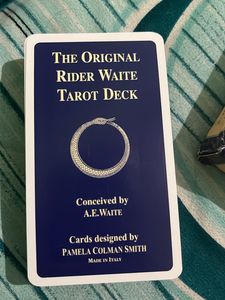 THE ORIGINAL
RIDER WAITE
TAROT DECK
Conceived by
A.E.WAITE
Cards designed by
PAMELA COLMAN SMITH
MADE IN ITALY